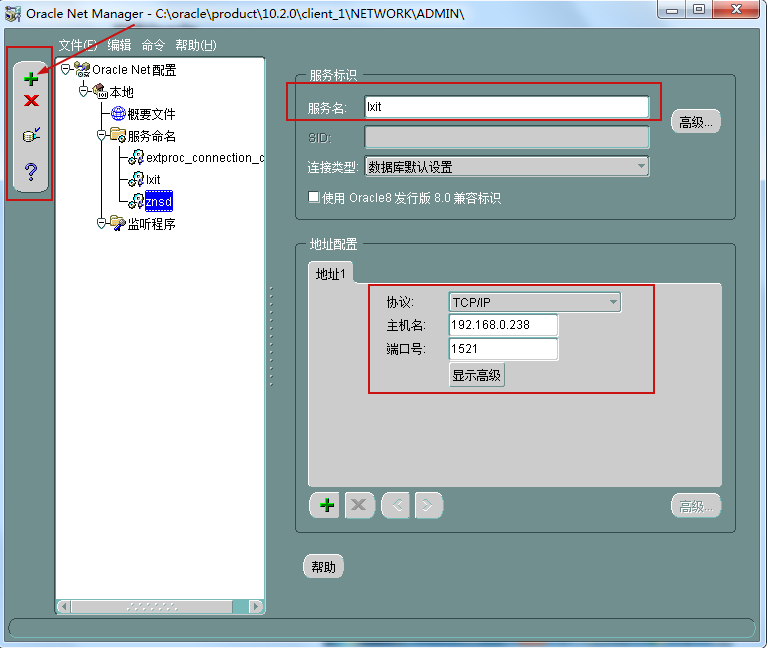 Oracle Net Manager - C:\oracle\product\10.2.0\client_1\NETWORK\ADMIN\
文件(F) 编辑 命令 帮助(H)
Oracle Net配置
本地
概要文件
服务命名
extproc_connection_c
lxit
znsd
监听程序
服务标识
服务名: lxit
SID:
高级...
连接类型: 数据库默认设置
使用 Oracle8 发行版 8.0 兼容标识
地址配置
地址1
协议: TCP/IP
主机名: 192.168.0.238
端口号: 1521
显示高级
高级...
帮助